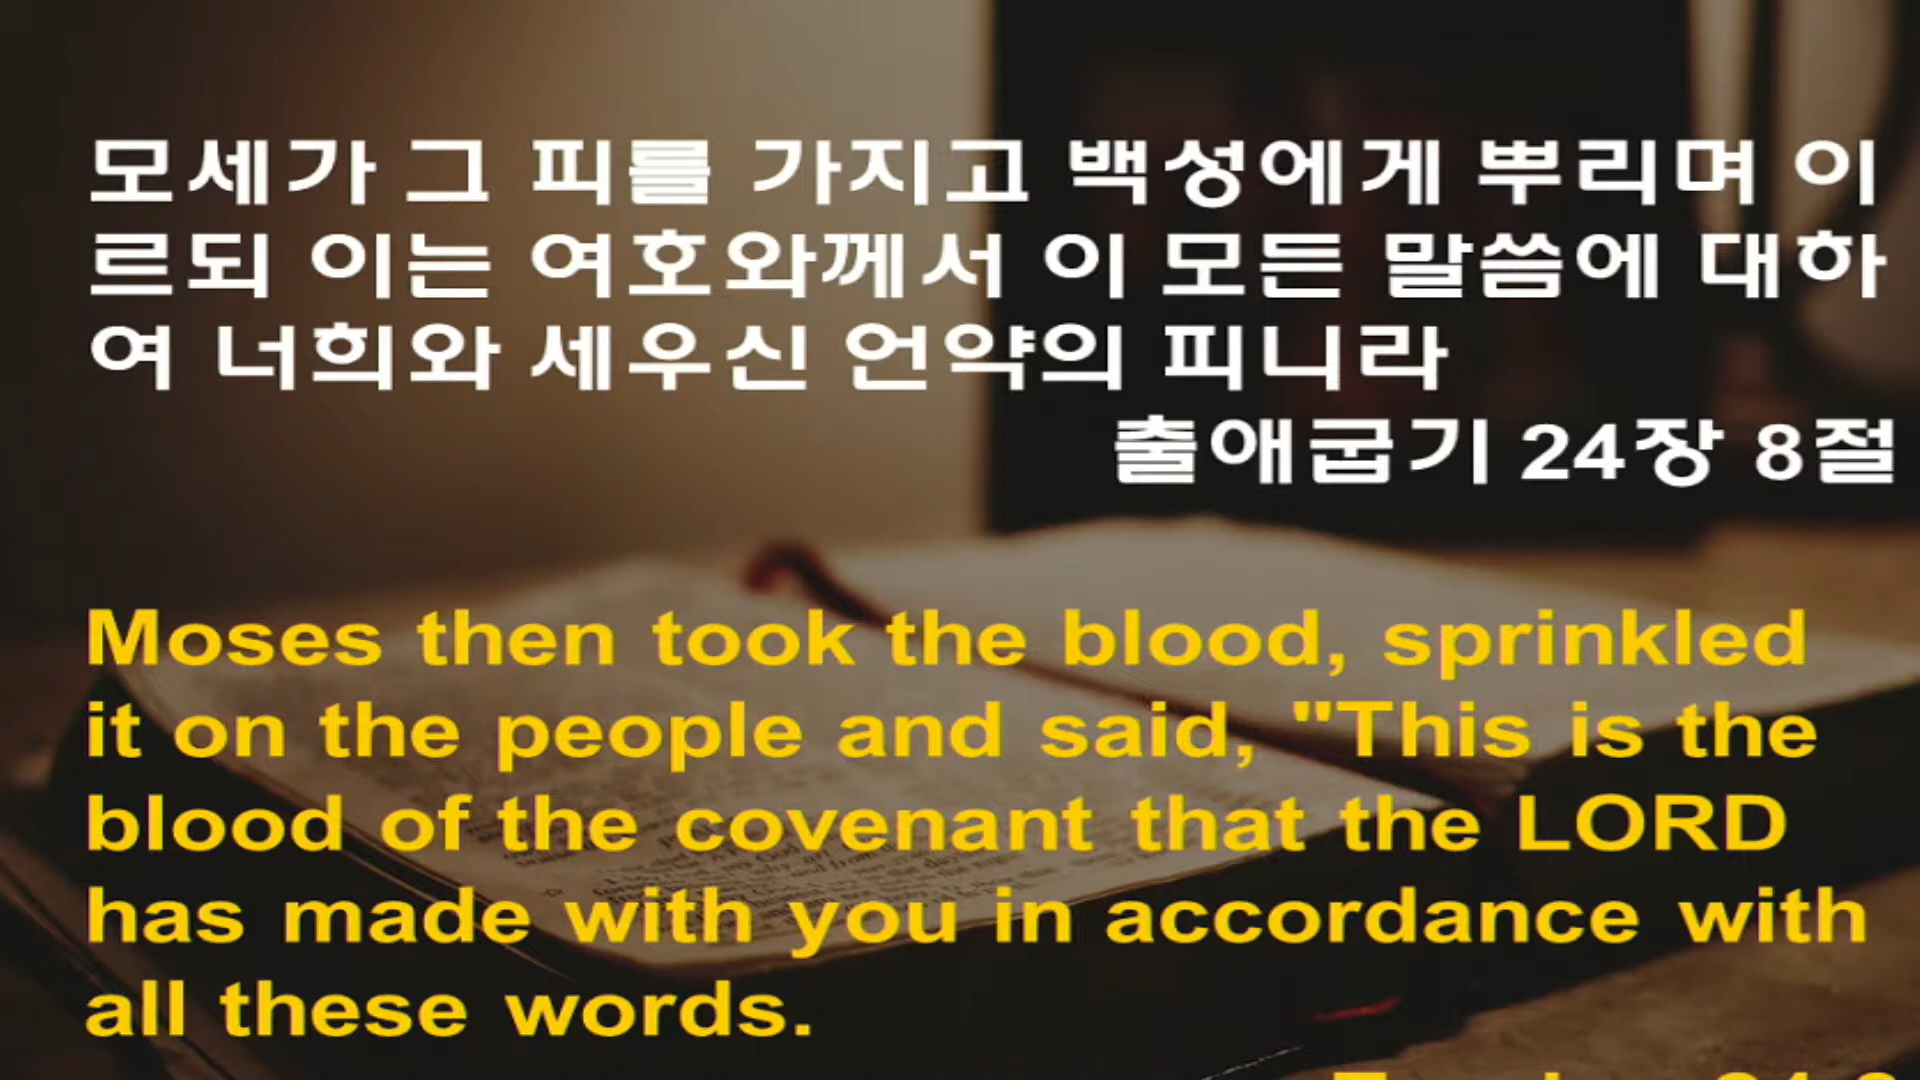 모세가 그 피를 가지고 백성에게 뿌리며 이
르되 이는 여호와께서 이 모든 말씀에 대하
여 너희와 세우신 언약의 피니라
출애굽기 24장 8절
Moses then took the blood, sprinkled
it on the people and said, "This is the
blood of the covenant that the LORD
has made with you in accordance with
all these words.